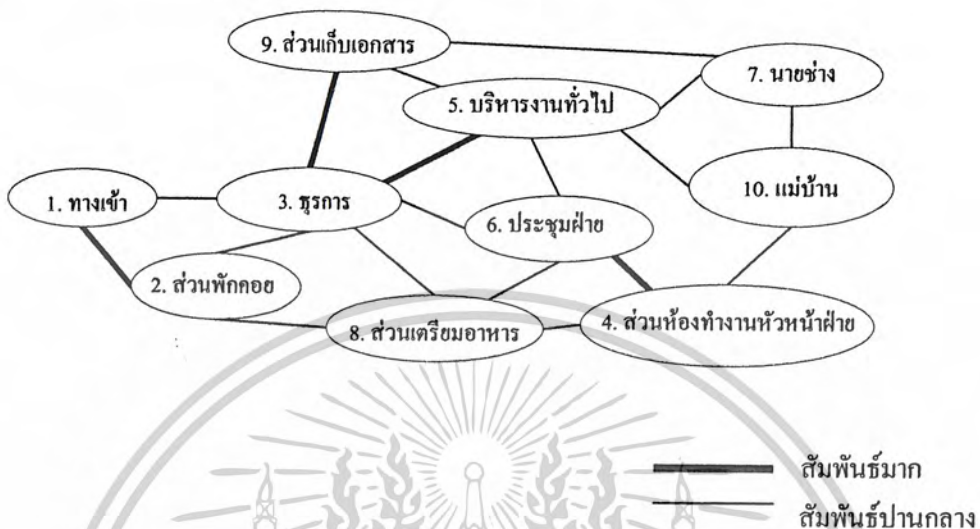 9. ส่วนเก็บเอกสาร
7. นายช่าง
5. บริหารงานทั่วไป
1. ทางเข้า
3. ธุรการ
10. แม่บ้าน
6. ประชุมฝ่าย
2. ส่วนพักคอย
8. ส่วนเตรียมอาหาร
4. ส่วนห้องทำงานหัวหน้าฝ่าย
สัมพันธ์มาก
สัมพันธ์ปานกลาง